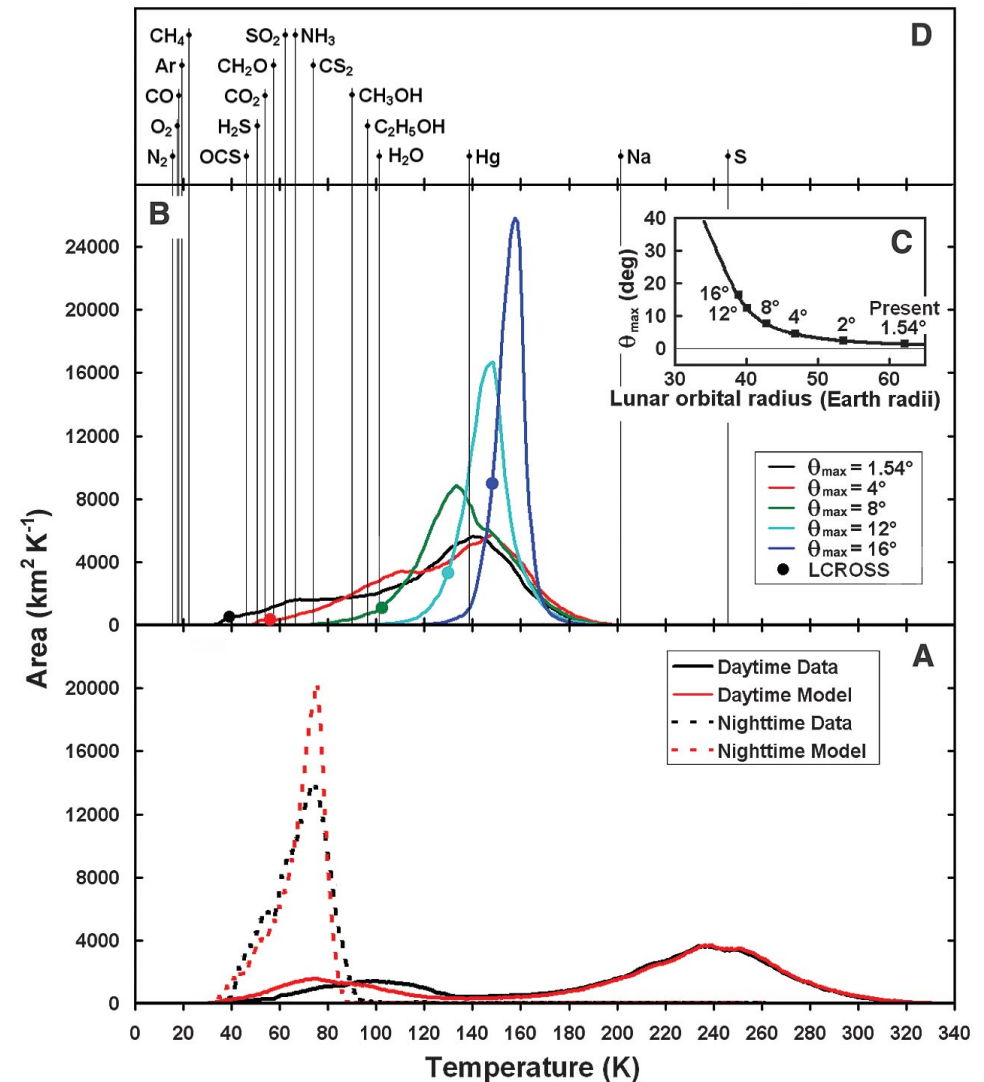 D
CH₄
SO₂
NH₃
Ar
CH₂O
CS₂
CO
CO₂
CH₃OH
O₂
H₂S
C₂H₅OH
N₂
OCS
H₂O
Hg
Na
S
B
24000
20000
16000
12000
8000
4000
0
C
θmax (deg)
40
30
20
10
0
16°
12°
8°
4°
2°
Present
1.54°
30 40 50 60
Lunar orbital radius (Earth radii)
θmax = 1.54°
θmax = 4°
θmax = 8°
θmax = 12°
θmax = 16°
LCROSS
Area (km² K⁻¹)
A
20000
16000
12000
8000
4000
0
Daytime Data
Daytime Model
Nighttime Data
Nighttime Model
0 20 40 60 80 100 120 140 160 180 200 220 240 260 280 300 320 340
Temperature (K)